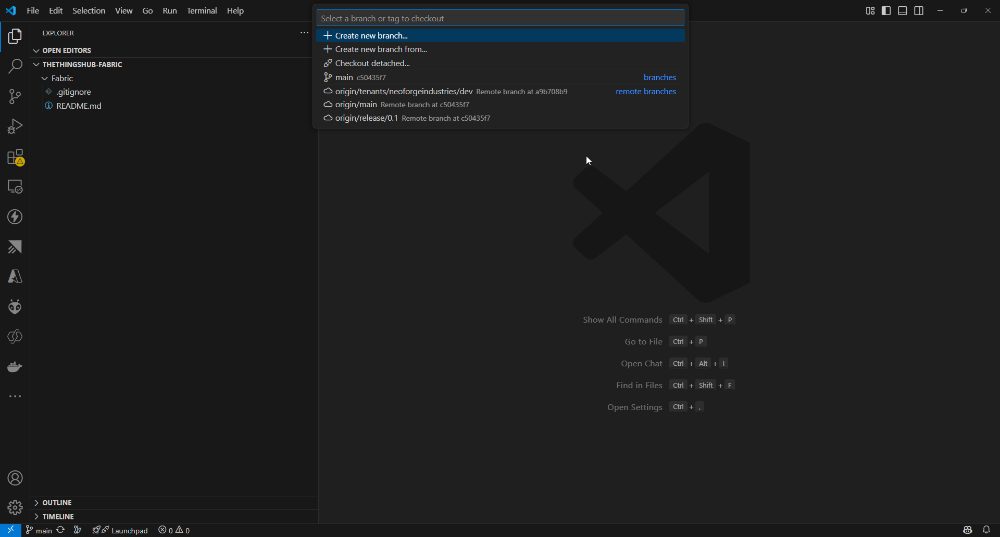 File Edit Selection View Go Run Terminal Help
Select a branch or tag to checkout
Create new branch...
Create new branch from...
Checkout detached...
main c50435f7 branches
origin/tenants/neoforgeindustries/dev Remote branch at a9b708b9 remote branches
origin/main Remote branch at c50435f7
origin/release/0.1 Remote branch at c50435f7
EXPLORER
OPEN EDITORS
THETHINGSHUB-FABRIC
Fabric
.gitignore
README.md
Show All Commands Ctrl + Shift + P
Go to File Ctrl + P
Open Chat Ctrl + Alt + I
Find in Files Ctrl + Shift + F
Open Settings Ctrl + ,
OUTLINE
TIMELINE
main Launchpad 0 0